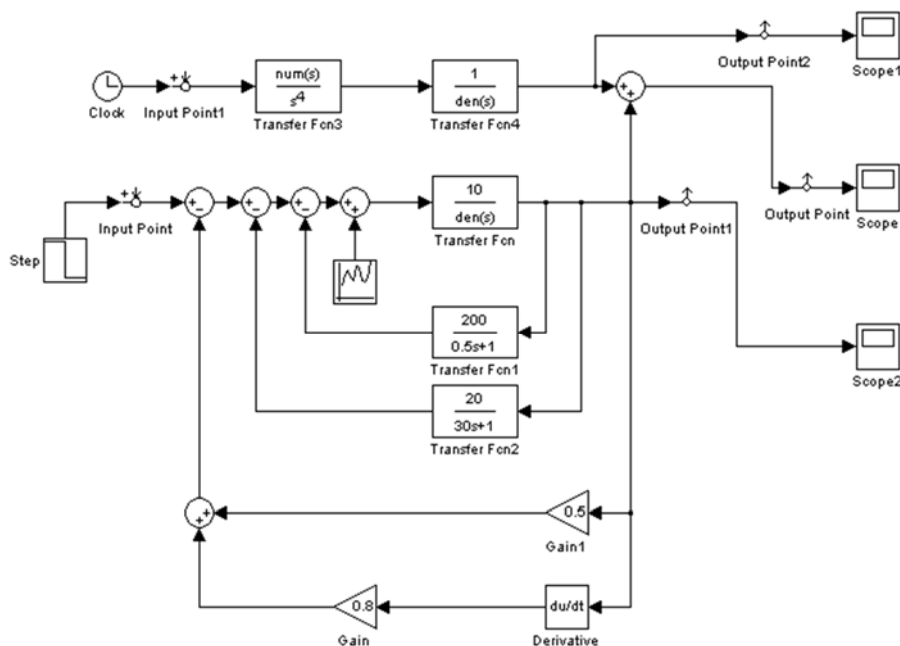 Output Point2
Scope1
Clock
Input Point1
num(s)
s4
Transfer Fcn3
1
den(s)
Transfer Fcn4
Step
Input Point
10
den(s)
Transfer Fcn
Output Point1
Output Point
Scope
200
0.5s+1
Transfer Fcn1
20
30s+1
Transfer Fcn2
Scope2
0.5
Gain1
0.8
Gain
du/dt
Derivative